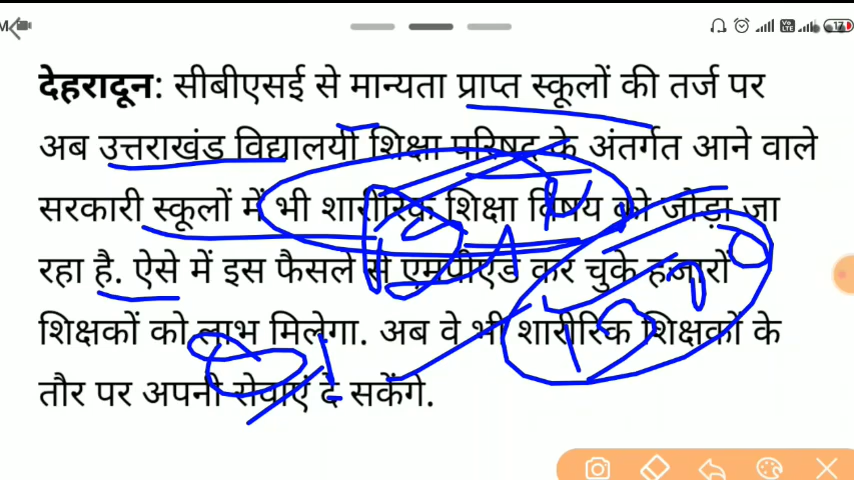 देहरादून: सीबीएसई से मान्यता प्राप्त स्कूलों की तर्ज पर
अब उत्तराखंड विद्यालयी शिक्षा परिषद के अंतर्गत आने वाले
सरकारी स्कूलों में भी शारीरिक शिक्षा विषय को जोड़ा जा
रहा है. ऐसे में इस फैसले से एमपीएड कर चुके हजारों
शिक्षकों को लाभ मिलेगा. अब वे भी शारीरिक शिक्षकों के
तौर पर अपनी सेवाएं दे सकेंगे.